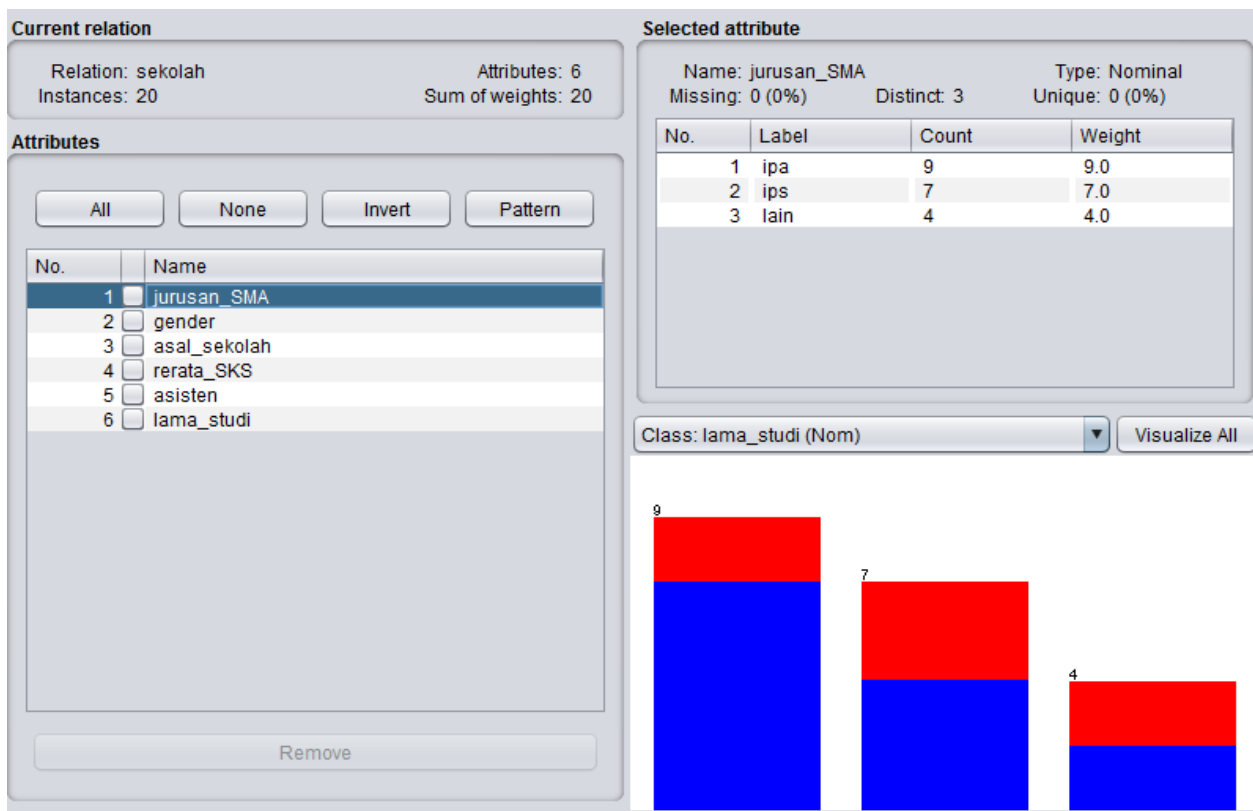 Current relation
Relation: sekolah Attributes: 6
Instances: 20 Sum of weights: 20
Attributes
All None Invert Pattern
No. Name
1 jurusan_SMA
2 gender
3 asal_sekolah
4 rerata_SKS
5 asisten
6 lama_studi
Remove
Selected attribute
Name: jurusan_SMA Type: Nominal
Missing: 0 (0%) Distinct: 3 Unique: 0 (0%)
No. Label Count Weight
1 ipa 9 9.0
2 ips 7 7.0
3 lain 4 4.0
Class: lama_studi (Nom) Visualize All
9
7
4